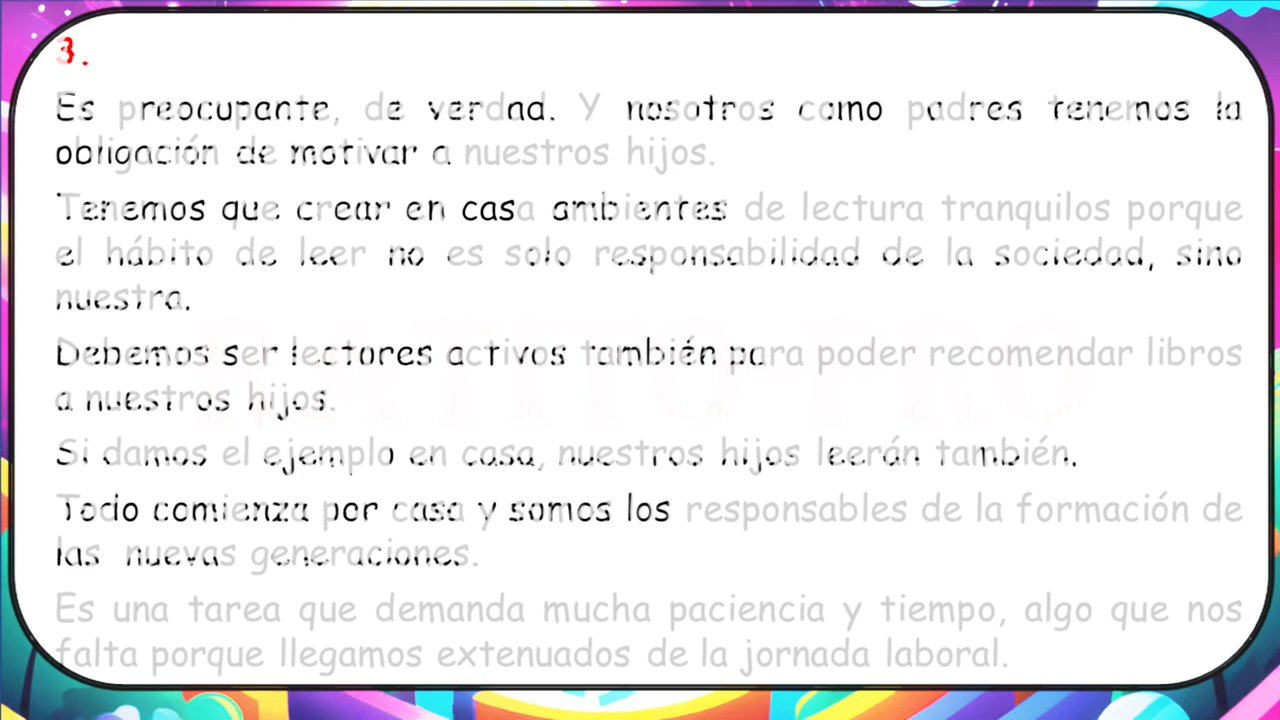 3.
Es preocupante, de verdad. Y nosotros como padres tenemos la
obligación de motivar a nuestros hijos.
Tenemos que crear en casa ambientes de lectura tranquilos porque
el hábito de leer no es solo responsabilidad de la sociedad, sino
nuestra.
Debemos ser lectores activos también para poder recomendar libros
a nuestros hijos.
Si damos el ejemplo en casa, nuestros hijos leerán también.
Todo comienza por casa y somos los responsables de la formación de
las nuevas generaciones.
Es una tarea que demanda mucha paciencia y tiempo, algo que nos
falta porque llegamos extenuados de la jornada laboral.